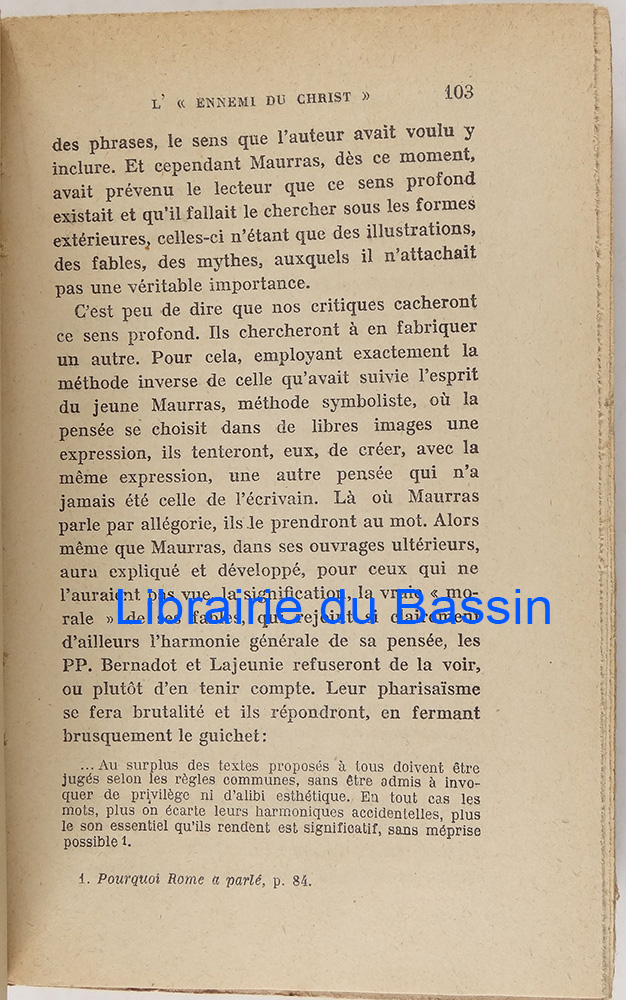 L' « ENNEMI DU CHRIST » 103
des phrases, le sens que l'auteur avait voulu y
inclure. Et cependant Maurras, dès ce moment,
avait prévenu le lecteur que ce sens profond
existait et qu'il fallait le chercher sous les formes
extérieures, celles-ci n'étant que des illustrations,
des fables, des mythes, auxquels il n'attachait
pas une véritable importance.
C'est peu de dire que nos critiques cacheront
ce sens profond. Ils chercheront à en fabriquer
un autre. Pour cela, employant exactement la
méthode inverse de celle qu'avait suivie l'esprit
du jeune Maurras, méthode symboliste, où la
pensée se choisit dans de libres images une
expression, ils tenteront, eux, de créer, avec la
même expression, une autre pensée qui n'a
jamais été celle de l'écrivain. Là où Maurras
parle par allégorie, ils le prendront au mot. Alors
même que Maurras, dans ses ouvrages ultérieurs,
aura expliqué et développé, pour ceux qui ne
l'auraient pas vue la signification, la vraie « mo-
rale » de ses fables, qui rejoint si clairement
Librairie du Bassin
d'ailleurs l'harmonie générale de sa pensée, les
PP. Bernadot et Lajeunie refuseront de la voir,
ou plutôt d'en tenir compte. Leur pharisaïsme
se fera brutalité et ils répondront, en fermant
brusquement le guichet :
... Au surplus des textes proposés à tous doivent être
jugés selon les règles communes, sans être admis à invo-
quer de privilège ni d'alibi esthétique. En tout cas les
mots, plus on écarte leurs harmoniques accidentelles, plus
le son essentiel qu'ils rendent est significatif, sans méprise
possible 1.
1. Pourquoi Rome a parlé, p. 84.